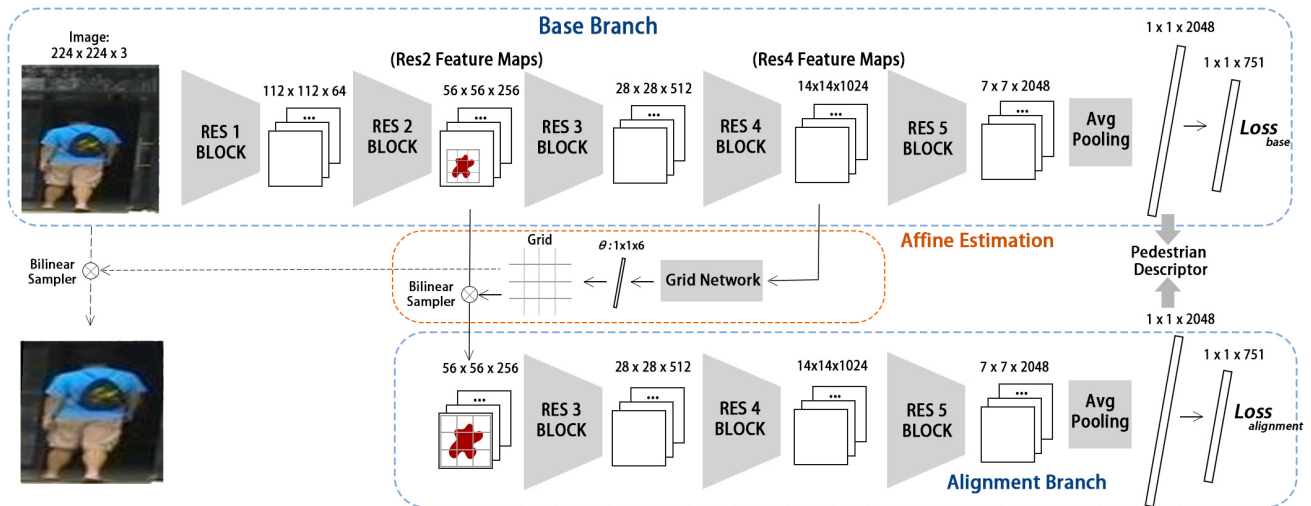 Base Branch
Image:
224 x 224 x 3
(Res2 Feature Maps)
(Res4 Feature Maps)
1 x 1 x 2048
1 x 1 x 751
112 x 112 x 64
56 x 56 x 256
28 x 28 x 512
14x14x1024
7 x 7 x 2048
...
...
...
...
...
RES 1
BLOCK
RES 2
BLOCK
RES 3
BLOCK
RES 4
BLOCK
RES 5
BLOCK
Avg
Pooling
Loss
base
Affine Estimation
Grid
θ : 1x1x6
Grid Network
Bilinear
Sampler
Bilinear
Sampler
Pedestrian
Descriptor
1 x 1 x 2048
1 x 1 x 751
56 x 56 x 256
28 x 28 x 512
14x14x1024
7 x 7 x 2048
...
...
...
...
RES 3
BLOCK
RES 4
BLOCK
RES 5
BLOCK
Avg
Pooling
Loss
alignment
Alignment Branch